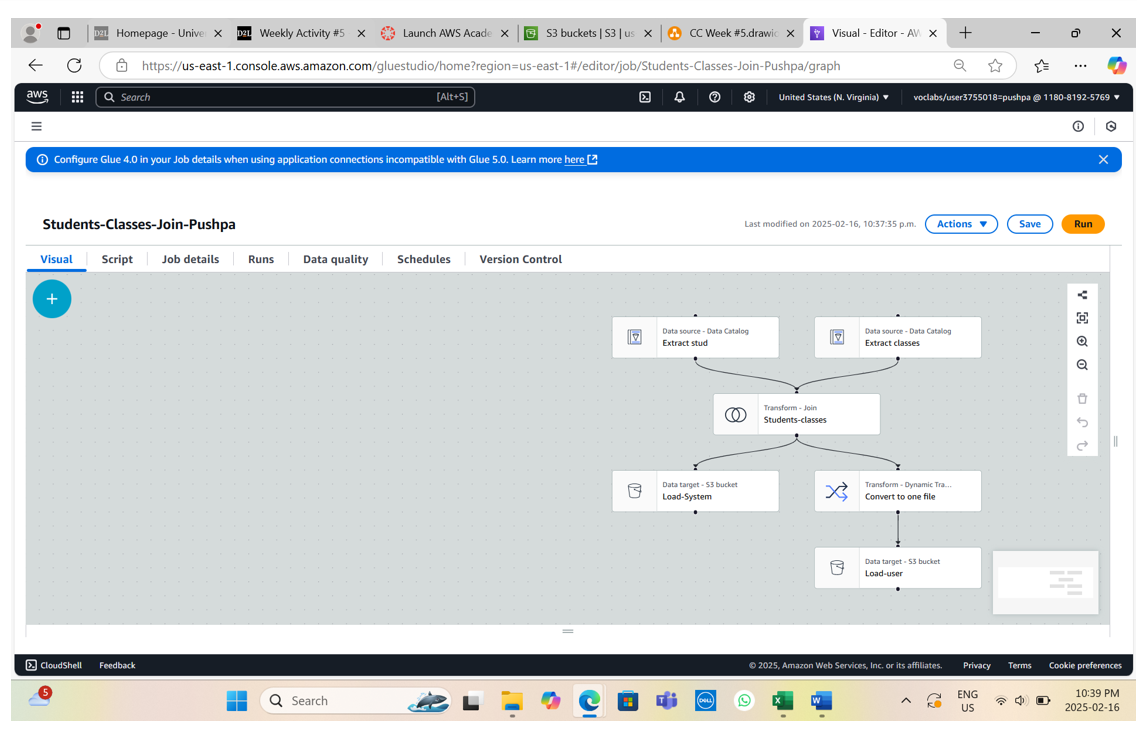 Homepage - Unive
Weekly Activity #5
Launch AWS Acade
S3 buckets | S3 | us
CC Week #5.drawio
Visual - Editor - AW
https://us-east-1.console.aws.amazon.com/gluestudio/home?region=us-east-1#/editor/job/Students-Classes-Join-Pushpa/graph
aws
Search
[Alt+S]
United States (N. Virginia)
voclabs/user3755018=pushpa @ 1180-8192-5769
Configure Glue 4.0 in your Job details when using application connections incompatible with Glue 5.0. Learn more here
Students-Classes-Join-Pushpa
Last modified on 2025-02-16, 10:37:35 p.m.
Actions
Save
Run
Visual
Script
Job details
Runs
Data quality
Schedules
Version Control
Data source - Data Catalog
Extract stud
Data source - Data Catalog
Extract classes
Transform - Join
Students-classes
Data target - S3 bucket
Load-System
Transform - Dynamic Tra...
Convert to one file
Data target - S3 bucket
Load-user
CloudShell
Feedback
© 2025, Amazon Web Services, Inc. or its affiliates.
Privacy
Terms
Cookie preferences
5
Search
DELL
ENG
US
10:39 PM
2025-02-16